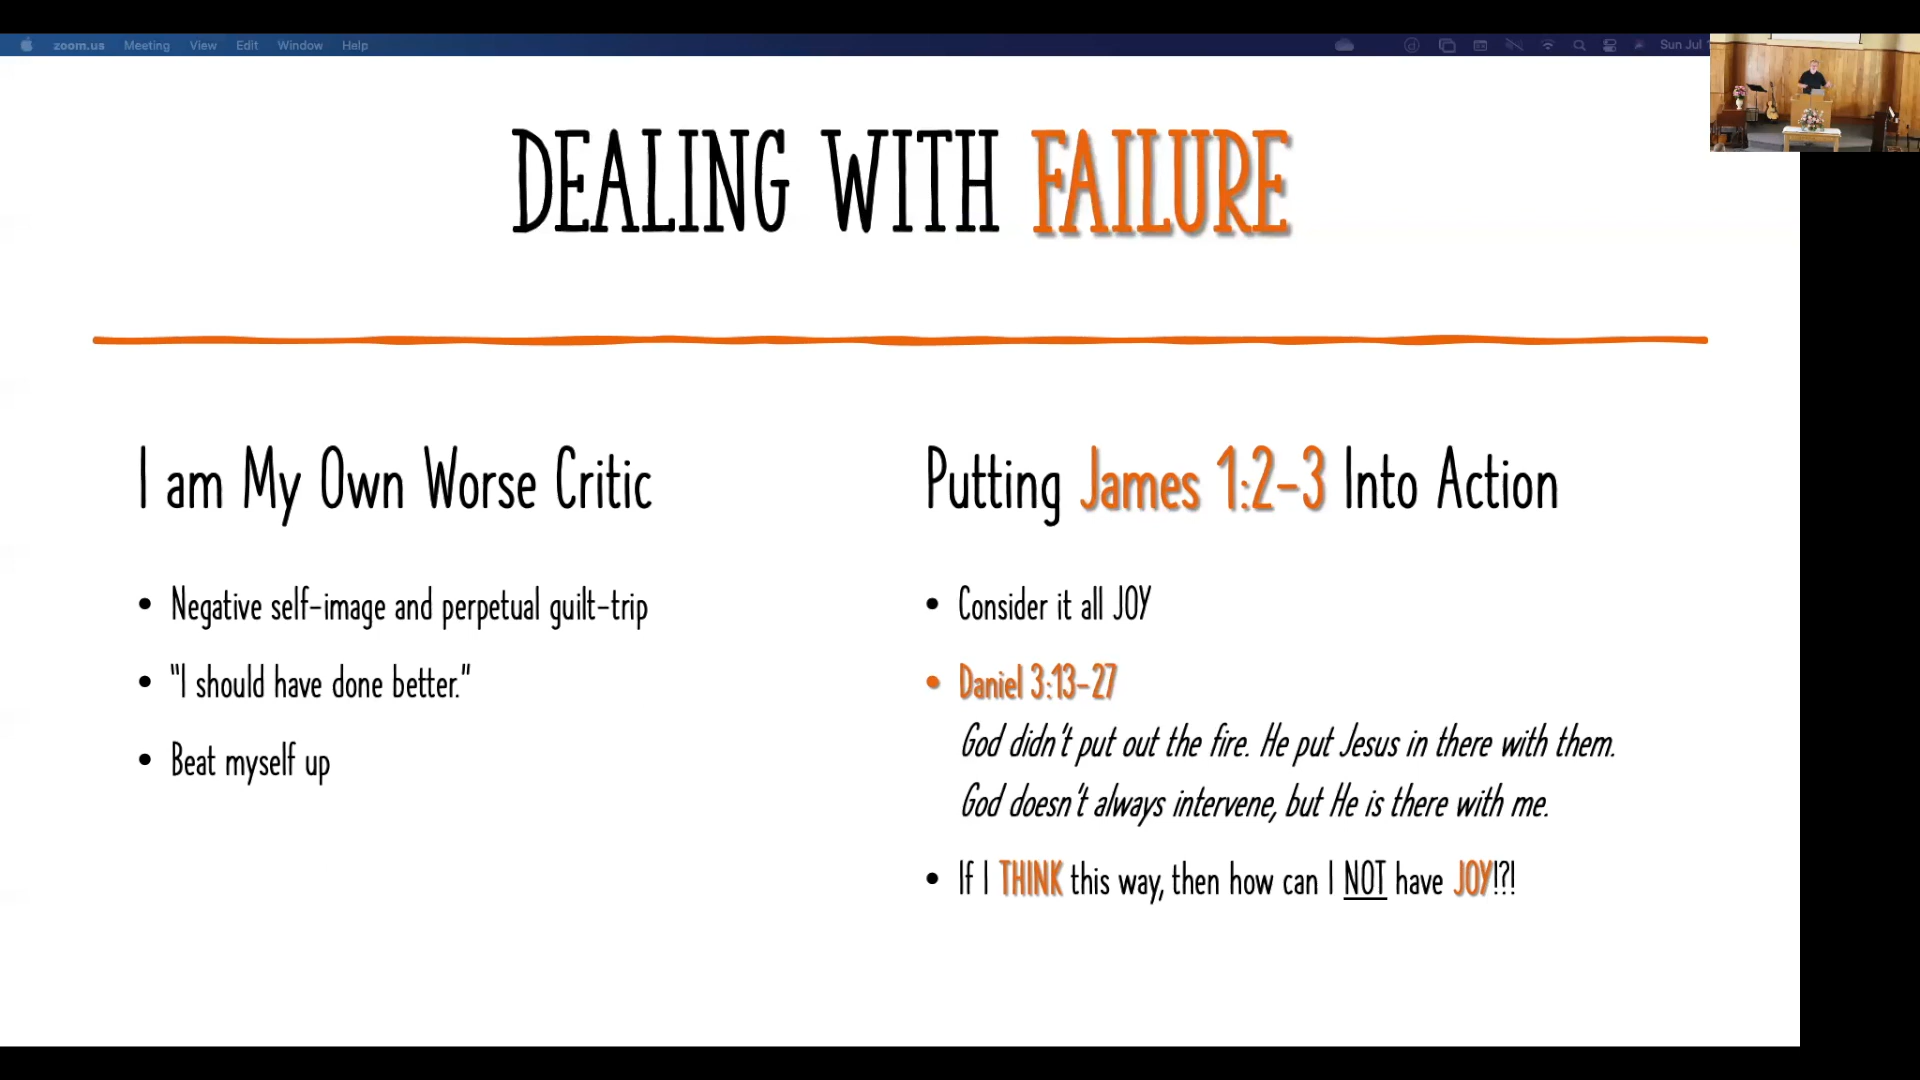 zoom.us Meeting View Edit Window Help Sun Jul
DEALING WITH FAILURE
I am My Own Worse Critic
• Negative self-image and perpetual guilt-trip
• "I should have done better."
• Beat myself up
Putting James 1:2-3 Into Action
• Consider it all JOY
• Daniel 3:13-27
God didn't put out the fire. He put Jesus in there with them.
God doesn't always intervene, but He is there with me.
• If I THINK this way, then how can I NOT have JOY!?!